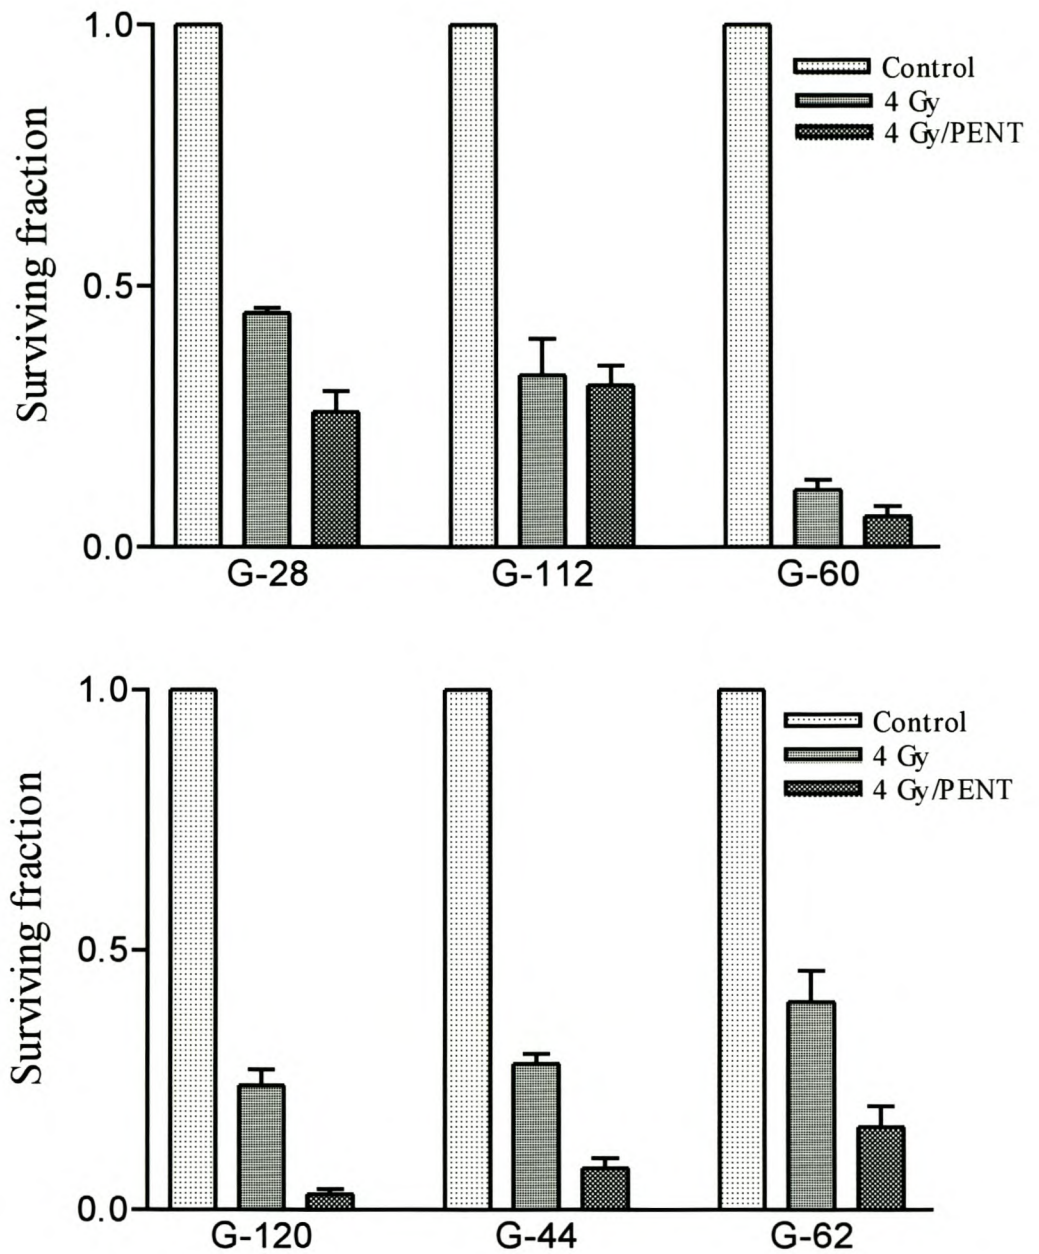 1.0
Control
4 Gy
4 Gy/PENT
Surviving fraction
0.5
0.0
G-28 G-112 G-60
1.0
Control
4 Gy
4 Gy/PENT
Surviving fraction
0.5
0.0
G-120 G-44 G-62